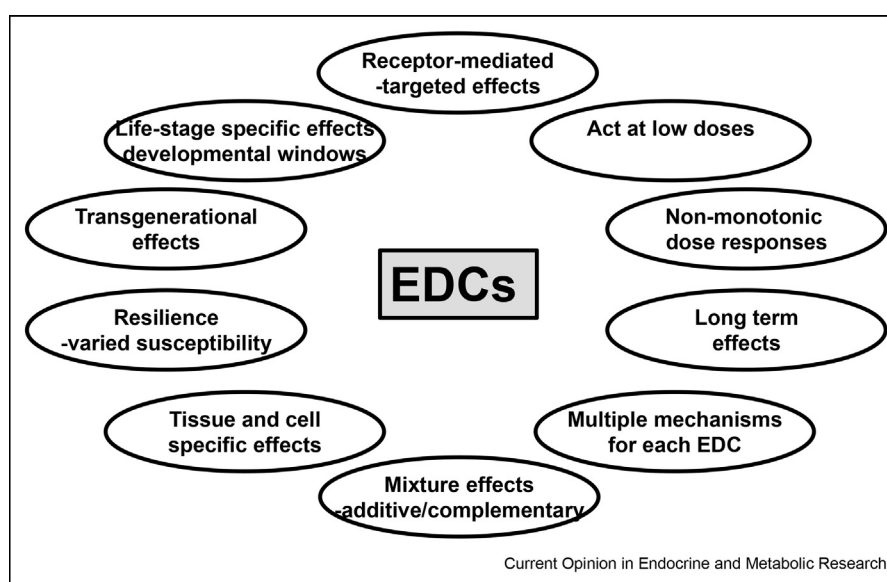 Receptor-mediated
-targeted effects
Life-stage specific effects
developmental windows
Act at low doses
Transgenerational
effects
Non-monotonic
dose responses
EDCs
Resilience
-varied susceptibility
Long term
effects
Tissue and cell
specific effects
Multiple mechanisms
for each EDC
Mixture effects
-additive/complementary
Current Opinion in Endocrine and Metabolic Research